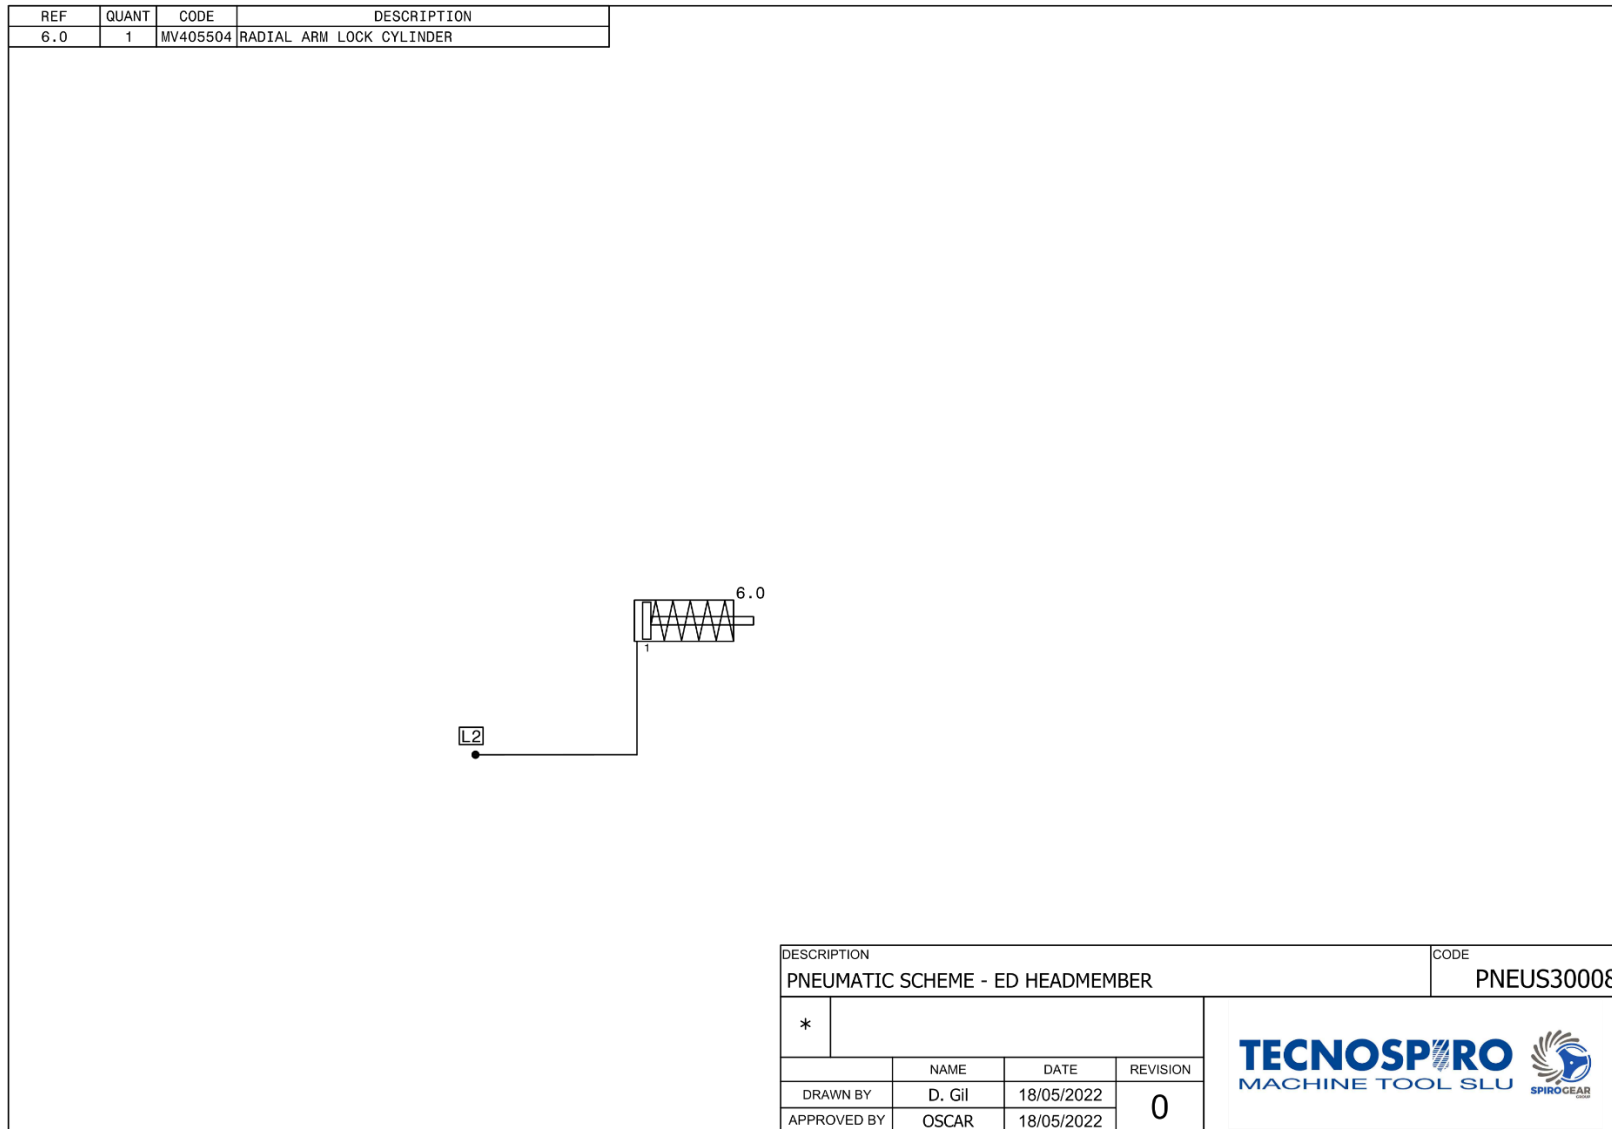 REF QUANT CODE DESCRIPTION
6.0 1 MV405504 RADIAL ARM LOCK CYLINDER
6.0
1
L2
DESCRIPTION CODE
PNEUMATIC SCHEME - ED HEADMEMBER PNEUS30008
*
NAME DATE REVISION
DRAWN BY D. Gil 18/05/2022 0
APPROVED BY OSCAR 18/05/2022
TECNOSPIRO
MACHINE TOOL SLU
SPIROGEAR
GROUP